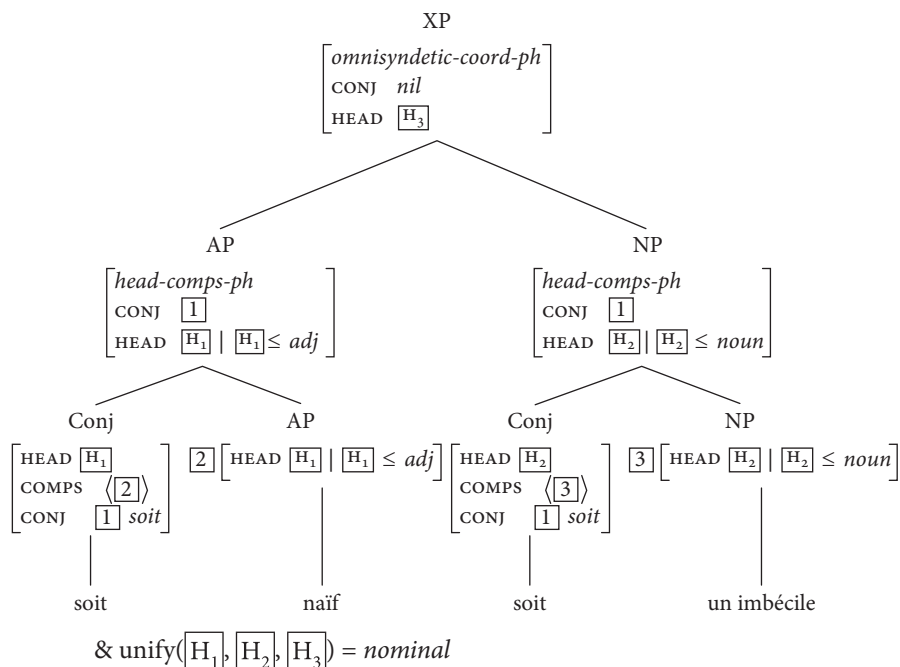 XP
omnisyndetic-coord-ph
CONJ nil
HEAD H3
AP NP
head-comps-ph head-comps-ph
CONJ 1 CONJ 1
HEAD H1 | H1 ≤ adj HEAD H2 | H2 ≤ noun
Conj AP Conj NP
HEAD H1 2 HEAD H1 | H1 ≤ adj HEAD H2 3 HEAD H2 | H2 ≤ noun
COMPS ⟨2⟩ COMPS ⟨3⟩
CONJ 1 soit CONJ 1 soit
soit naïf soit un imbécile
& unify(H1, H2, H3) = nominal